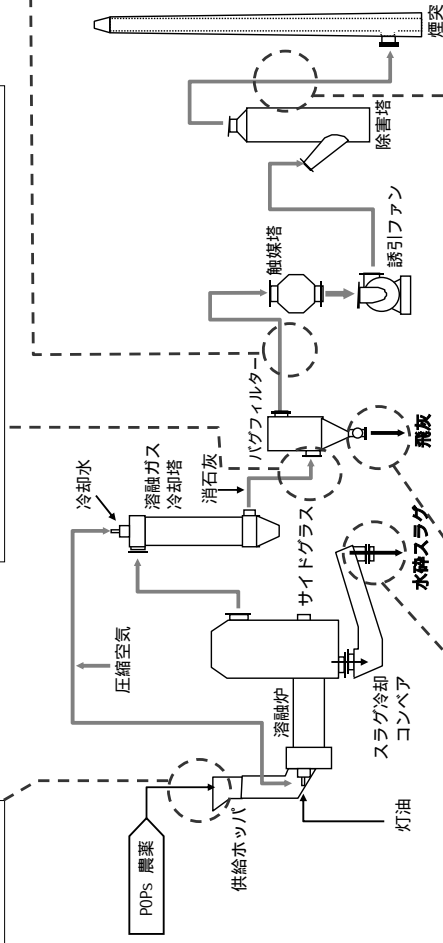 POPs 農薬
供給ホッパ
灯油
溶融炉
圧縮空気
冷却水
溶融ガス
冷却塔
消石灰
サイドグラス
スラグ冷却
コンベア
水砕スラグ
バグフィルター
飛灰
触媒塔
誘引ファン
除害塔
煙突